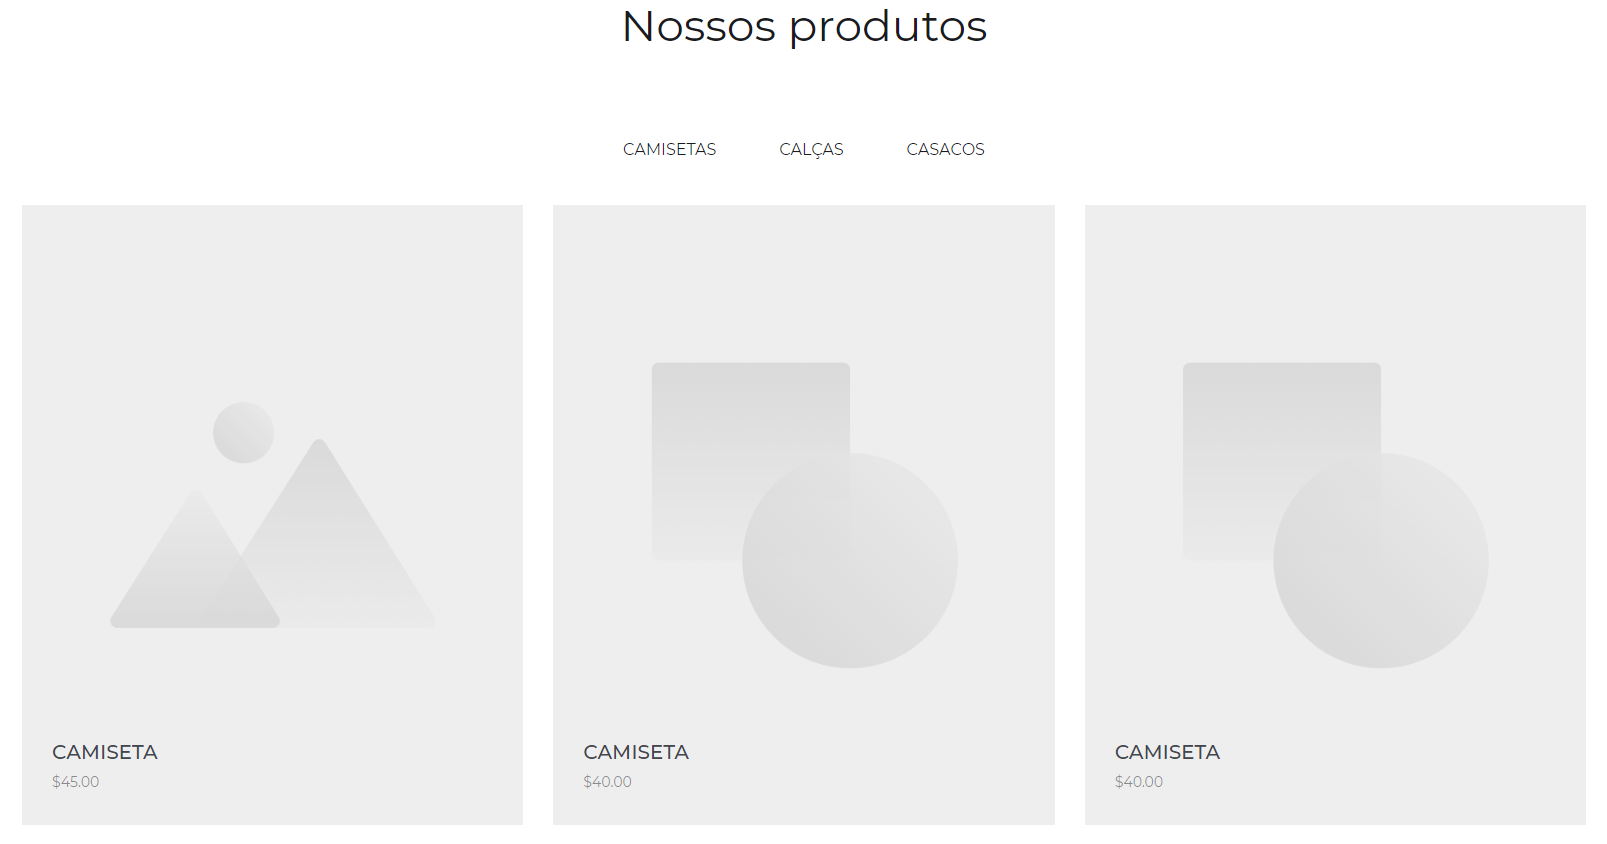 Nossos produtos
CAMISETAS CALÇAS CASACOS
CAMISETA
$45.00
CAMISETA
$40.00
CAMISETA
$40.00